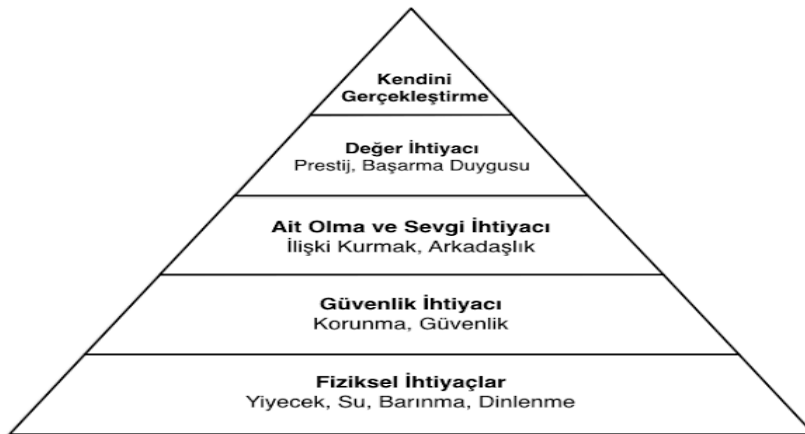 Kendini
Gerçekleştirme
Değer İhtiyacı
Prestij, Başarma Duygusu
Ait Olma ve Sevgi İhtiyacı
İlişki Kurmak, Arkadaşlık
Güvenlik İhtiyacı
Korunma, Güvenlik
Fiziksel İhtiyaçlar
Yiyecek, Su, Barınma, Dinlenme